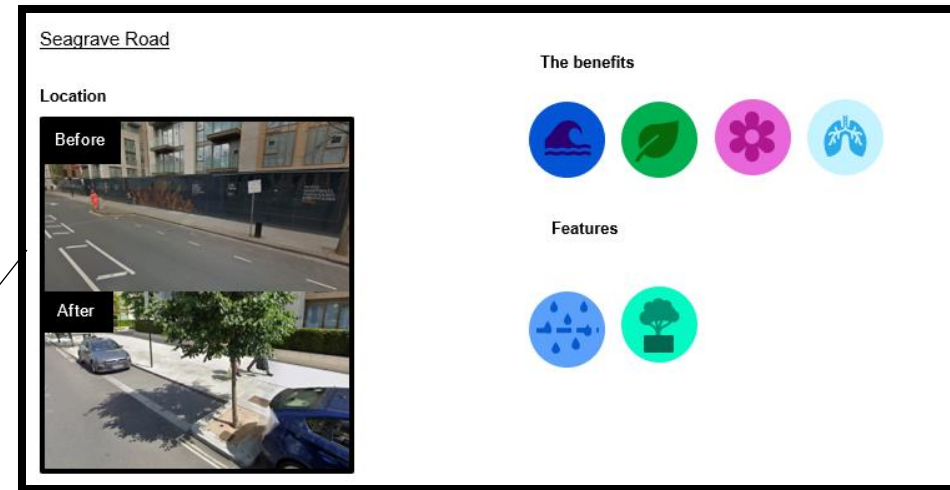 Seagrave Road
Location
Before
After
The benefits
Features